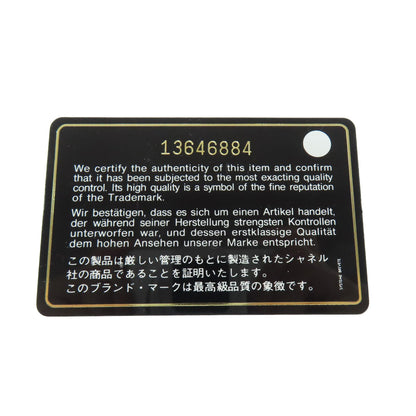 13646884
We certify the authenticity of this item and confirm
that it has been subjected to the most exacting quality
control. Its high quality is a symbol of the fine reputation
of the Trademark.
Wir bestätigen, dass es sich um einen Artikel handelt,
der während seiner Herstellung strengsten Kontrollen
unterworfen war, und dessen erstklassige Qualität
dem hohen Ansehen unserer Marke entspricht.
この製品は厳しい管理のもとに製造されたシャネル
社の商品であることを証明いたします。
このブランド・マークは最高級品質の象徴です。